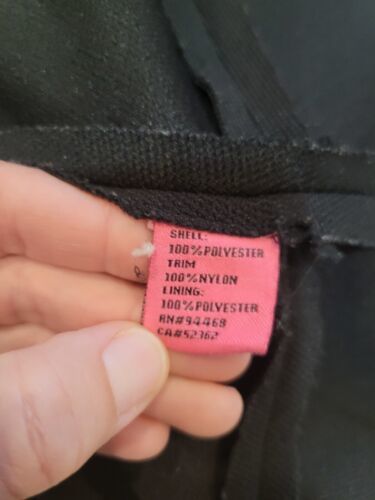 SHELL:
100%POLYESTER
TRIM
100%NYLON
LINING:
100%POLYESTER
RN#94468
CA#52362